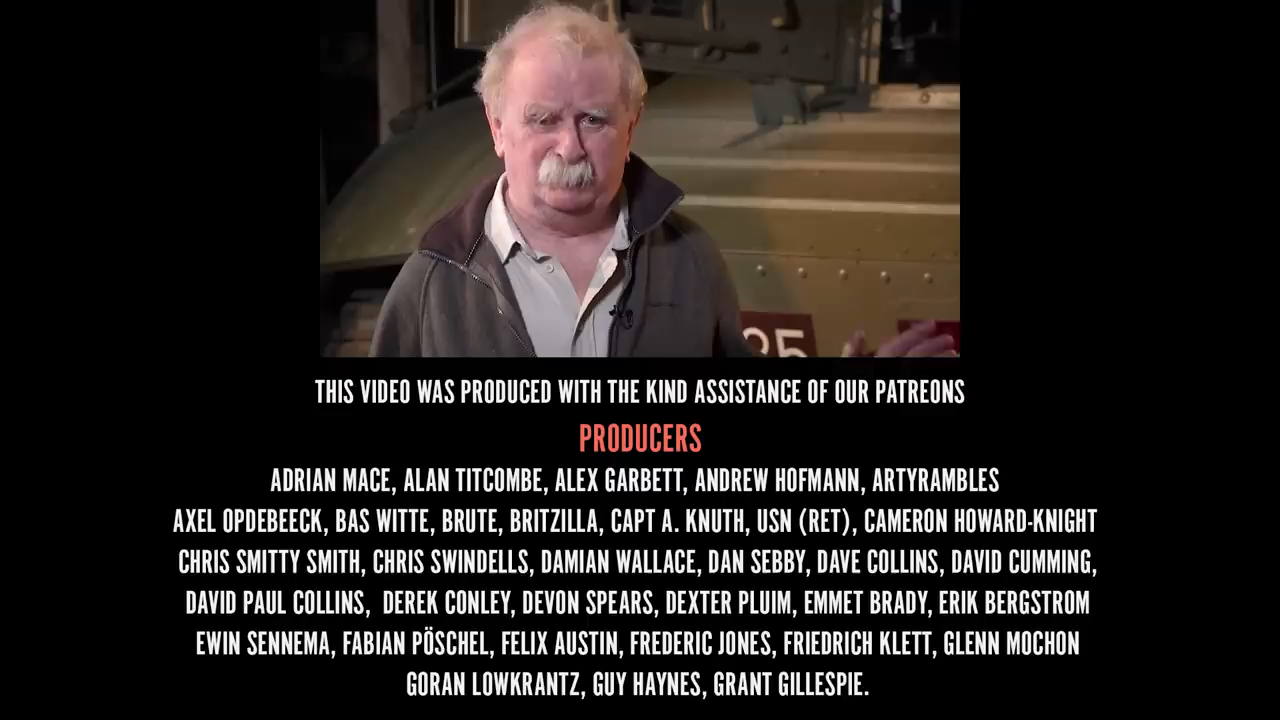 35
THIS VIDEO WAS PRODUCED WITH THE KIND ASSISTANCE OF OUR PATREONS
PRODUCERS
ADRIAN MACE, ALAN TITCOMBE, ALEX GARBETT, ANDREW HOFMANN, ARTYRAMBLES
AXEL OPDEBEECK, BAS WITTE, BRUTE, BRITZILLA, CAPT A. KNUTH, USN (RET), CAMERON HOWARD-KNIGHT
CHRIS SMITTY SMITH, CHRIS SWINDELLS, DAMIAN WALLACE, DAN SEBBY, DAVE COLLINS, DAVID CUMMING,
DAVID PAUL COLLINS, DEREK CONLEY, DEVON SPEARS, DEXTER PLUIM, EMMET BRADY, ERIK BERGSTROM
EWIN SENNEMA, FABIAN PÖSCHEL, FELIX AUSTIN, FREDERIC JONES, FRIEDRICH KLETT, GLENN MOCHON
GORAN LOWKRANTZ, GUY HAYNES, GRANT GILLESPIE.